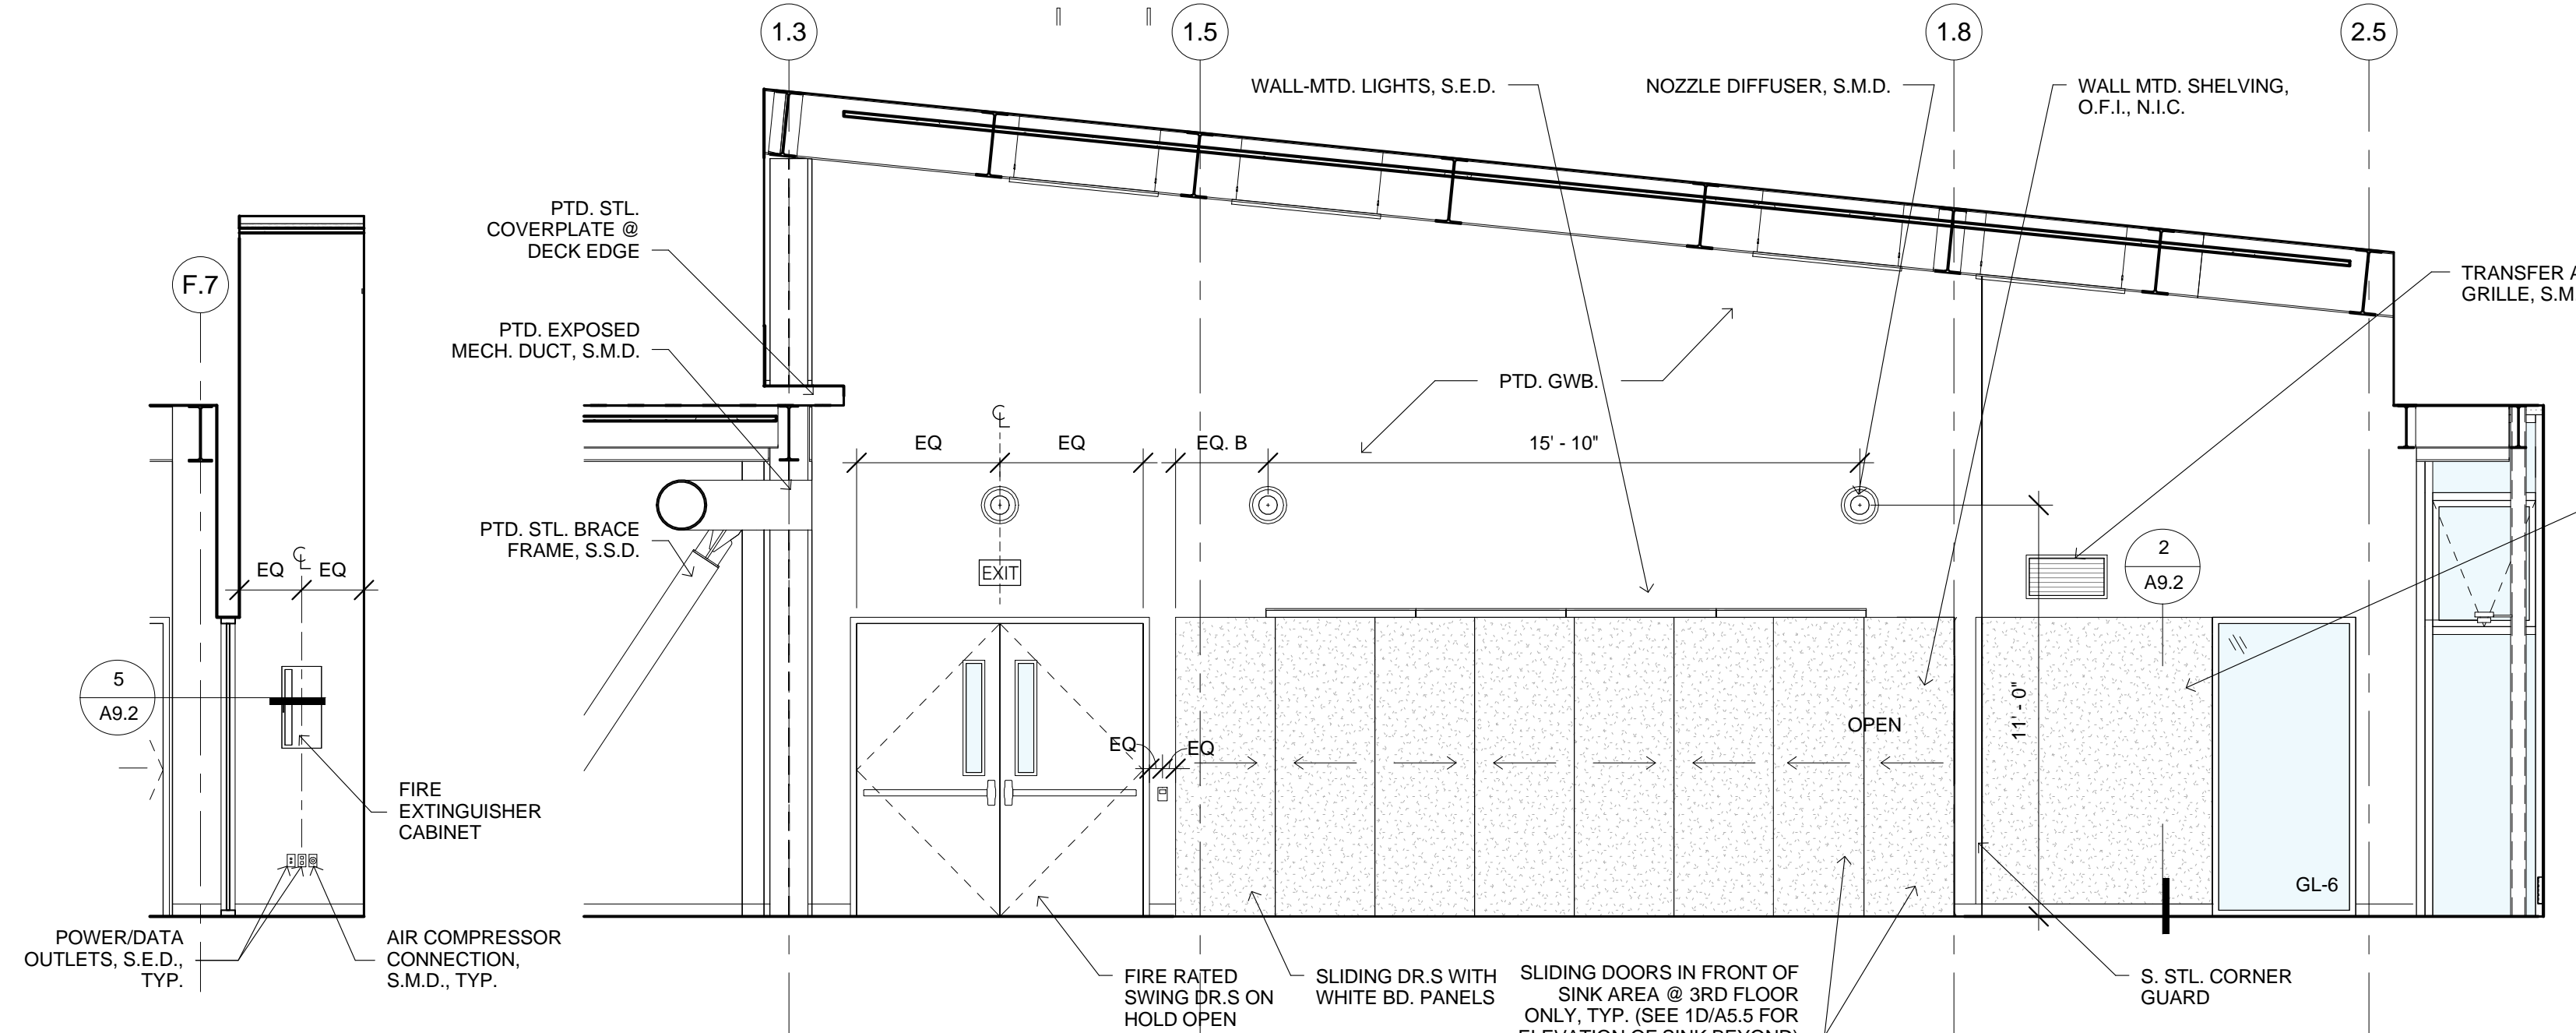 1.3
1.5
1.8
2.5
WALL-MTD. LIGHTS, S.E.D.
NOZZLE DIFFUSER, S.M.D.
WALL MTD. SHELVING,
O.F.I., N.I.C.
PTD. STL.
COVERPLATE @
DECK EDGE
F.7
TRANSFER A
GRILLE, S.M
PTD. EXPOSED
MECH. DUCT, S.M.D.
PTD. GWB.
EQ
EQ
EQ. B
15' - 10"
PTD. STL. BRACE
FRAME, S.S.D.
EXIT
EQ
EQ
2
A9.2
5
A9.2
OPEN
EQ
EQ
11' - 0"
FIRE
EXTINGUISHER
CABINET
GL-6
POWER/DATA
OUTLETS, S.E.D.,
TYP.
AIR COMPRESSOR
CONNECTION,
S.M.D., TYP.
FIRE RATED
SWING DR.S ON
HOLD OPEN
SLIDING DR.S WITH
WHITE BD. PANELS
SLIDING DOORS IN FRONT OF
SINK AREA @ 3RD FLOOR
ONLY, TYP. (SEE 1D/A5.5 FOR
ELEVATION OF SINK BEYOND)
S. STL. CORNER
GUARD